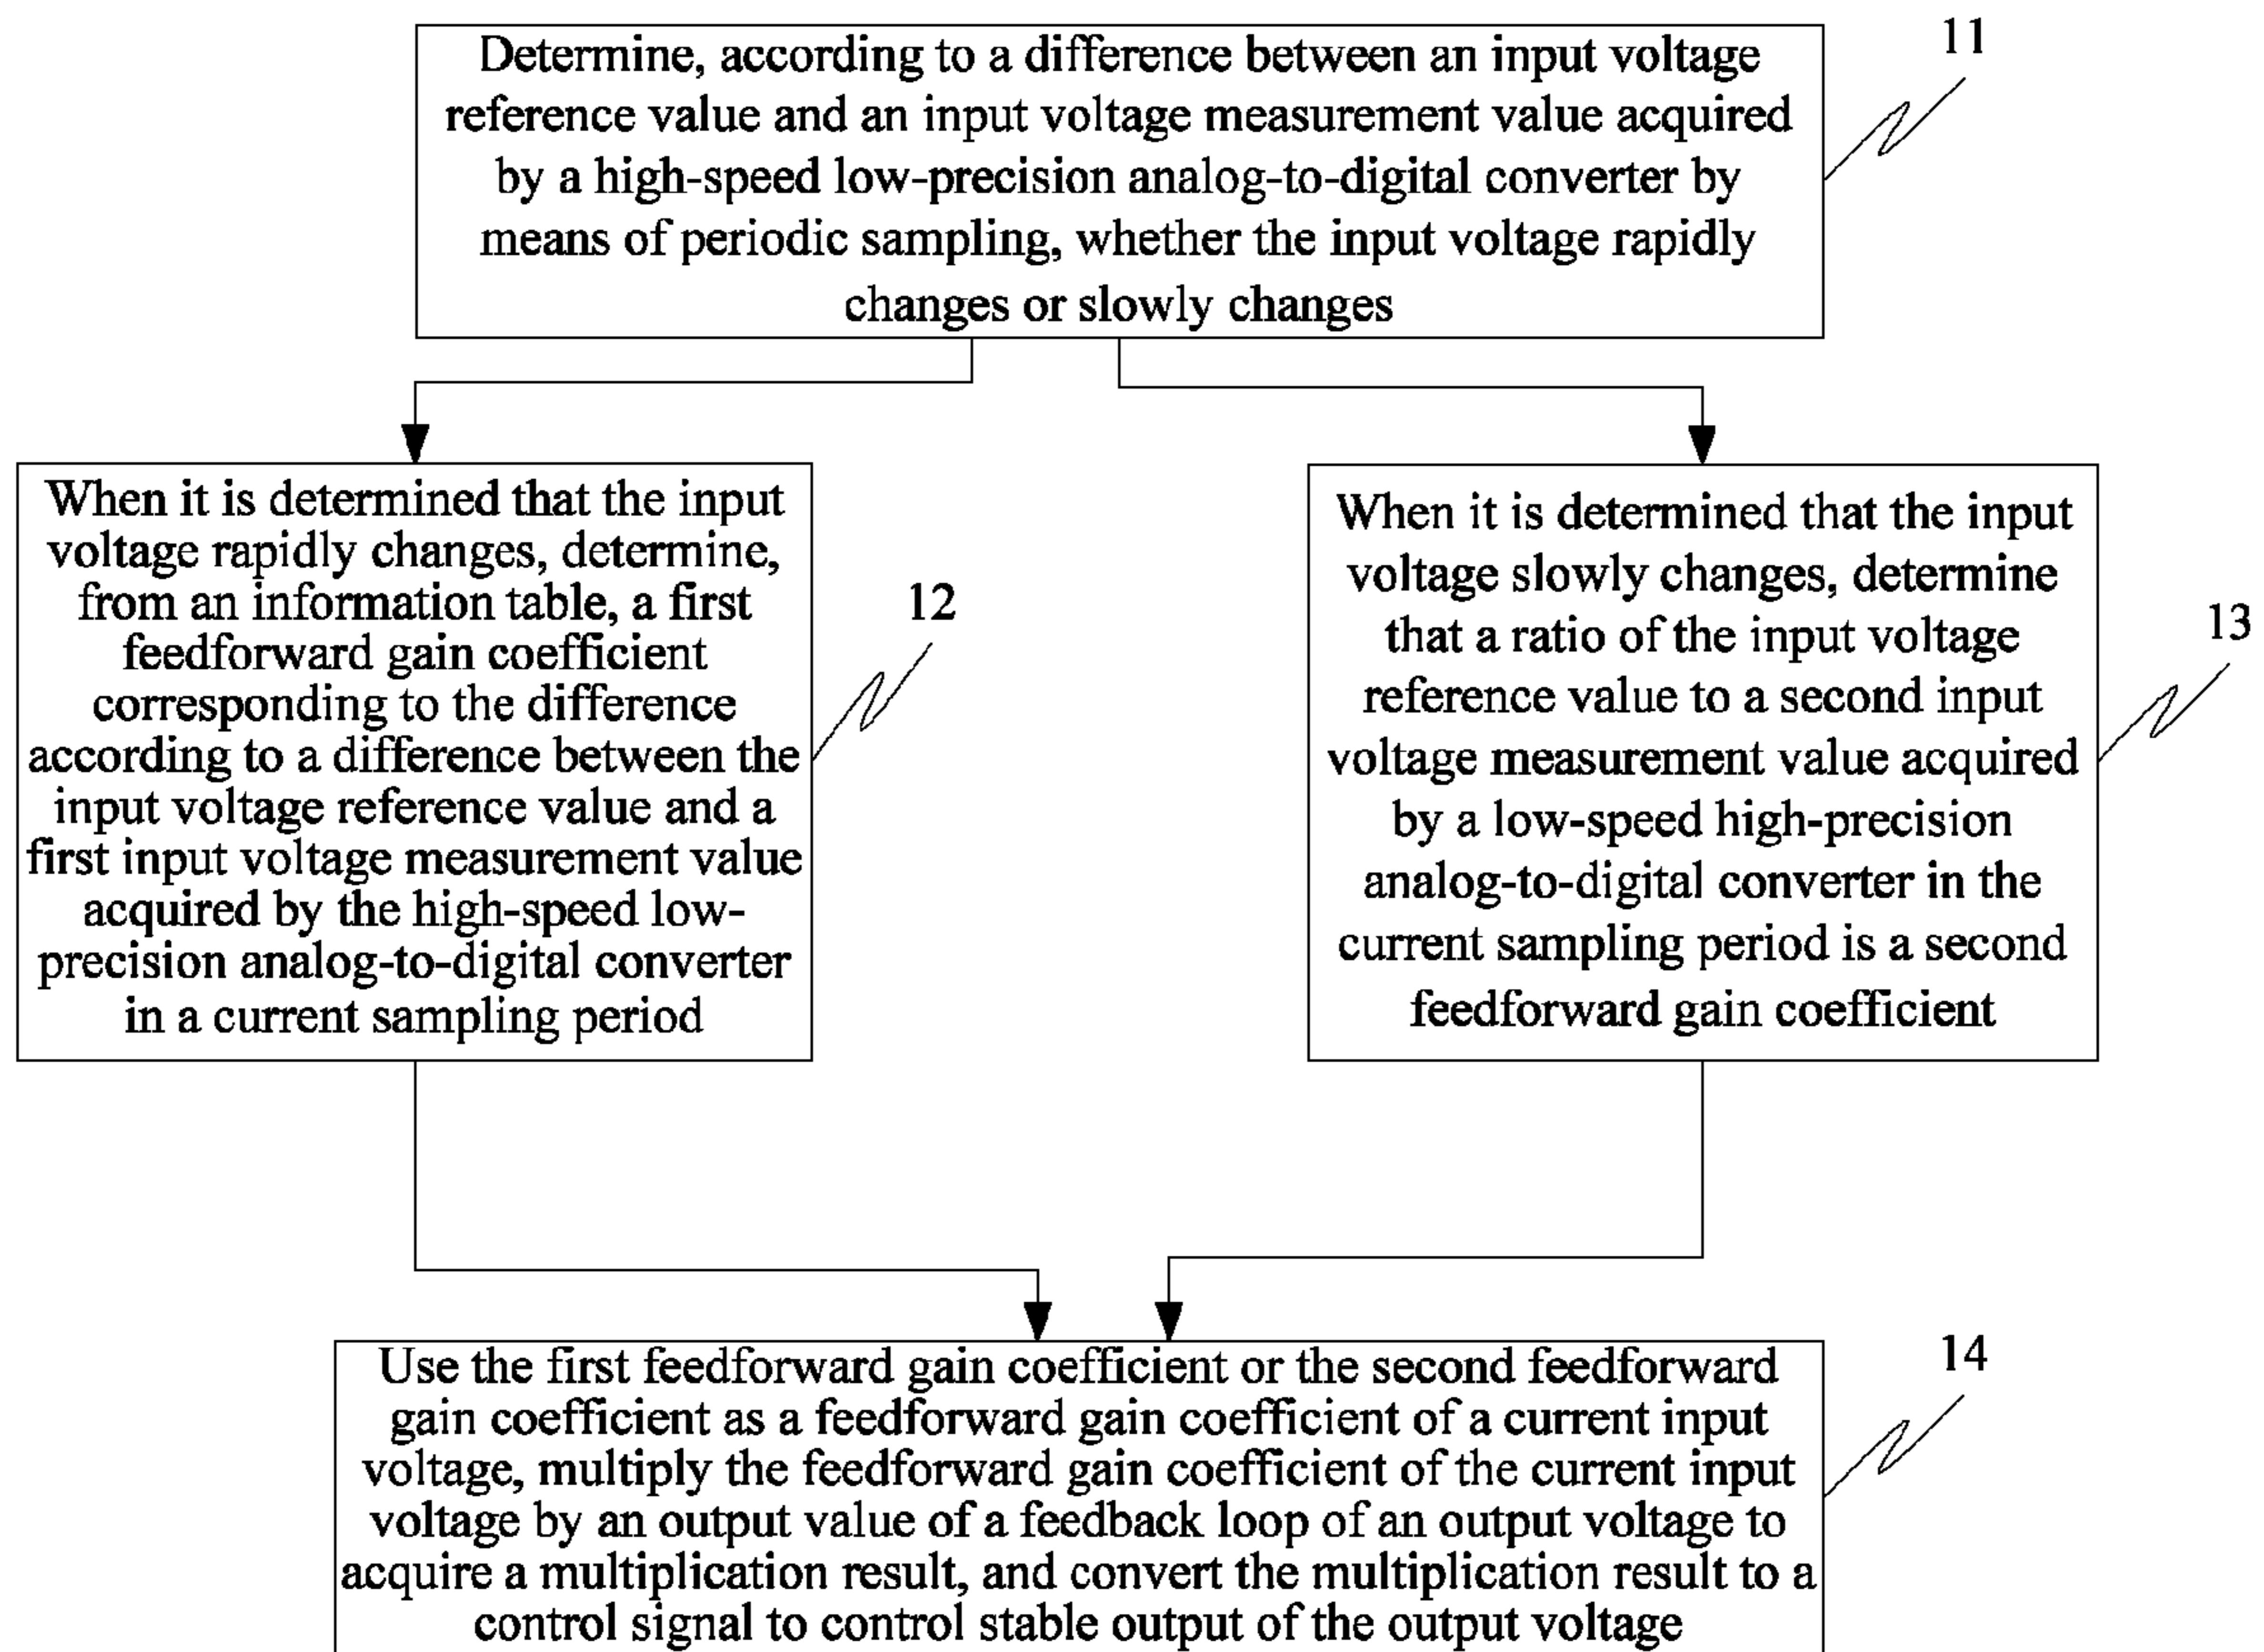 11
Determine, according to a difference between an input voltage
reference value and an input voltage measurement value acquired
by a high-speed low-precision analog-to-digital converter by
means of periodic sampling, whether the input voltage rapidly
changes or slowly changes
12
When it is determined that the input
voltage rapidly changes, determine,
from an information table, a first
feedforward gain coefficient
corresponding to the difference
according to a difference between the
input voltage reference value and a
first input voltage measurement value
acquired by the high-speed low-
precision analog-to-digital converter
in a current sampling period
13
When it is determined that the input
voltage slowly changes, determine
that a ratio of the input voltage
reference value to a second input
voltage measurement value acquired
by a low-speed high-precision
analog-to-digital converter in the
current sampling period is a second
feedforward gain coefficient
14
Use the first feedforward gain coefficient or the second feedforward
gain coefficient as a feedforward gain coefficient of a current input
voltage, multiply the feedforward gain coefficient of the current input
voltage by an output value of a feedback loop of an output voltage to
acquire a multiplication result, and convert the multiplication result to a
control signal to control stable output of the output voltage